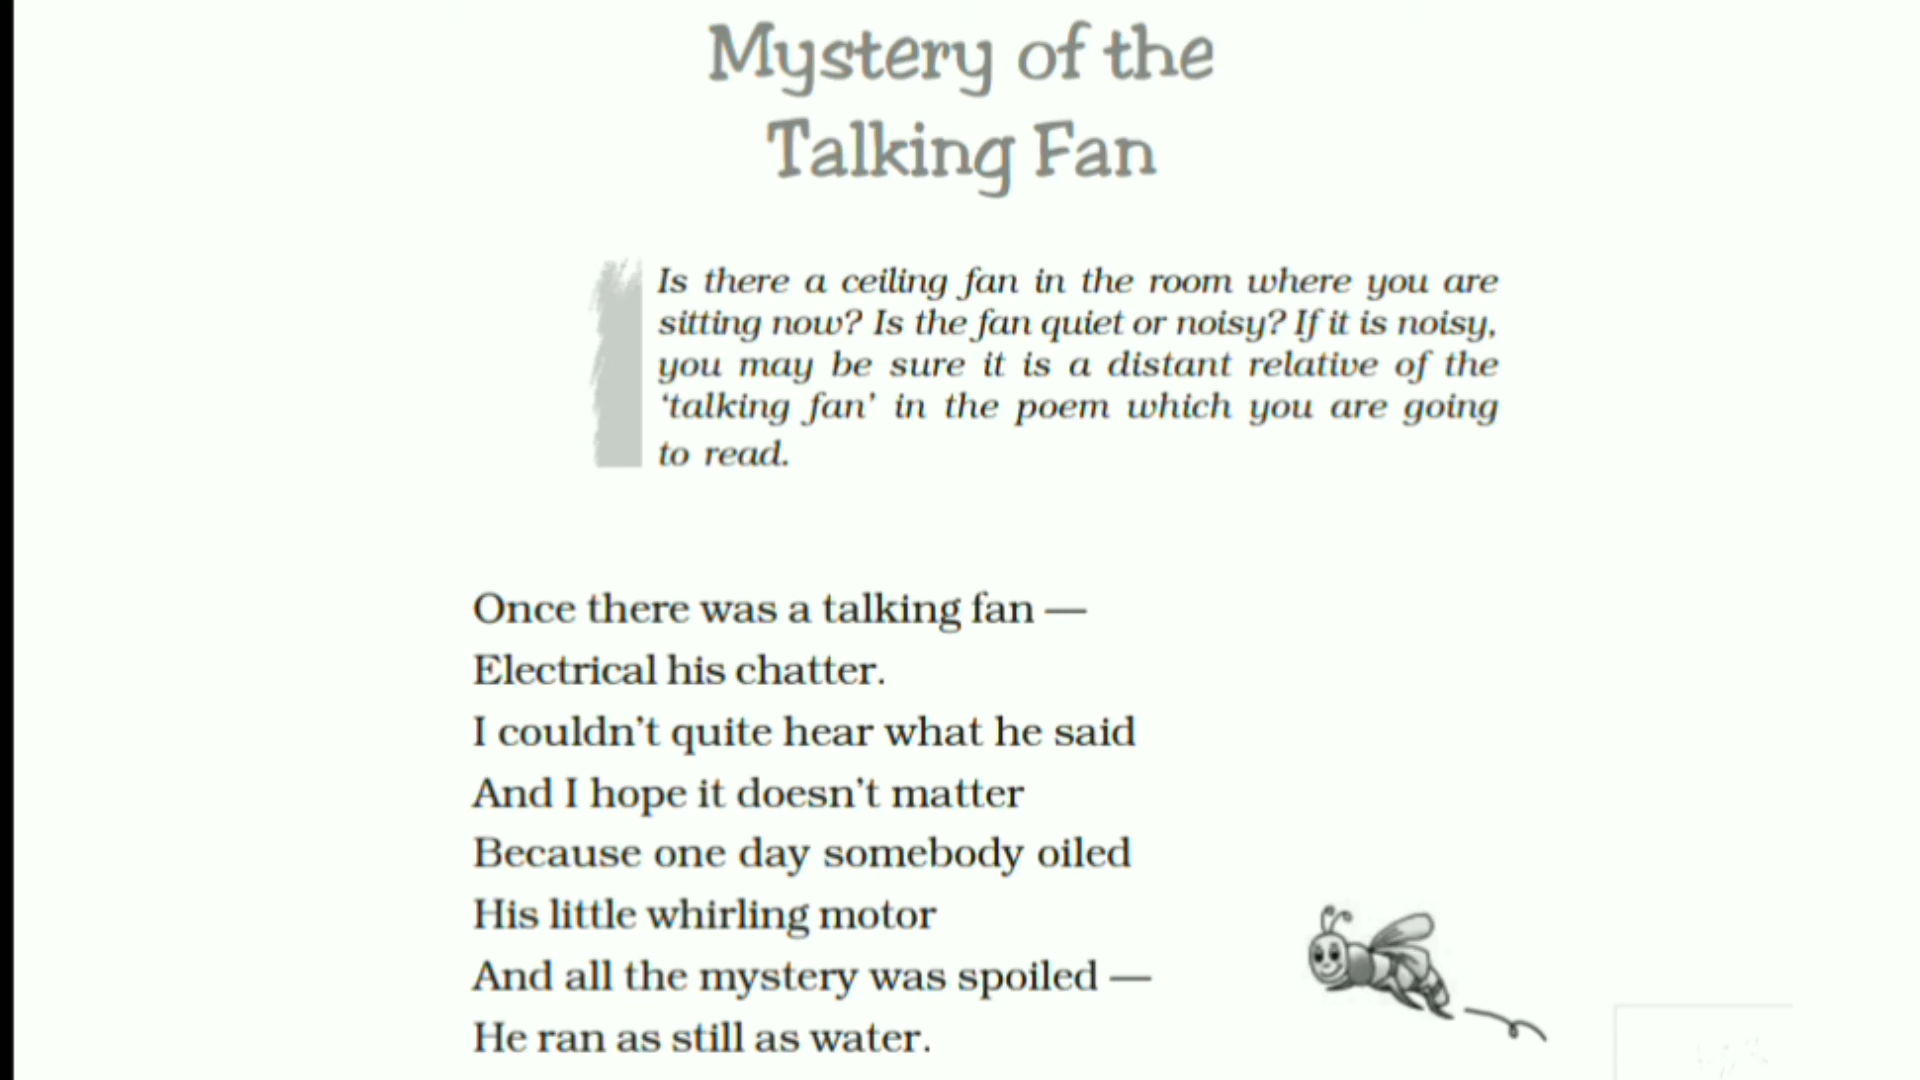 Mystery of the
Talking Fan
Is there a ceiling fan in the room where you are
sitting now? Is the fan quiet or noisy? If it is noisy,
you may be sure it is a distant relative of the
‘talking fan’ in the poem which you are going
to read.
Once there was a talking fan —
Electrical his chatter.
I couldn’t quite hear what he said
And I hope it doesn’t matter
Because one day somebody oiled
His little whirling motor
And all the mystery was spoiled —
He ran as still as water.